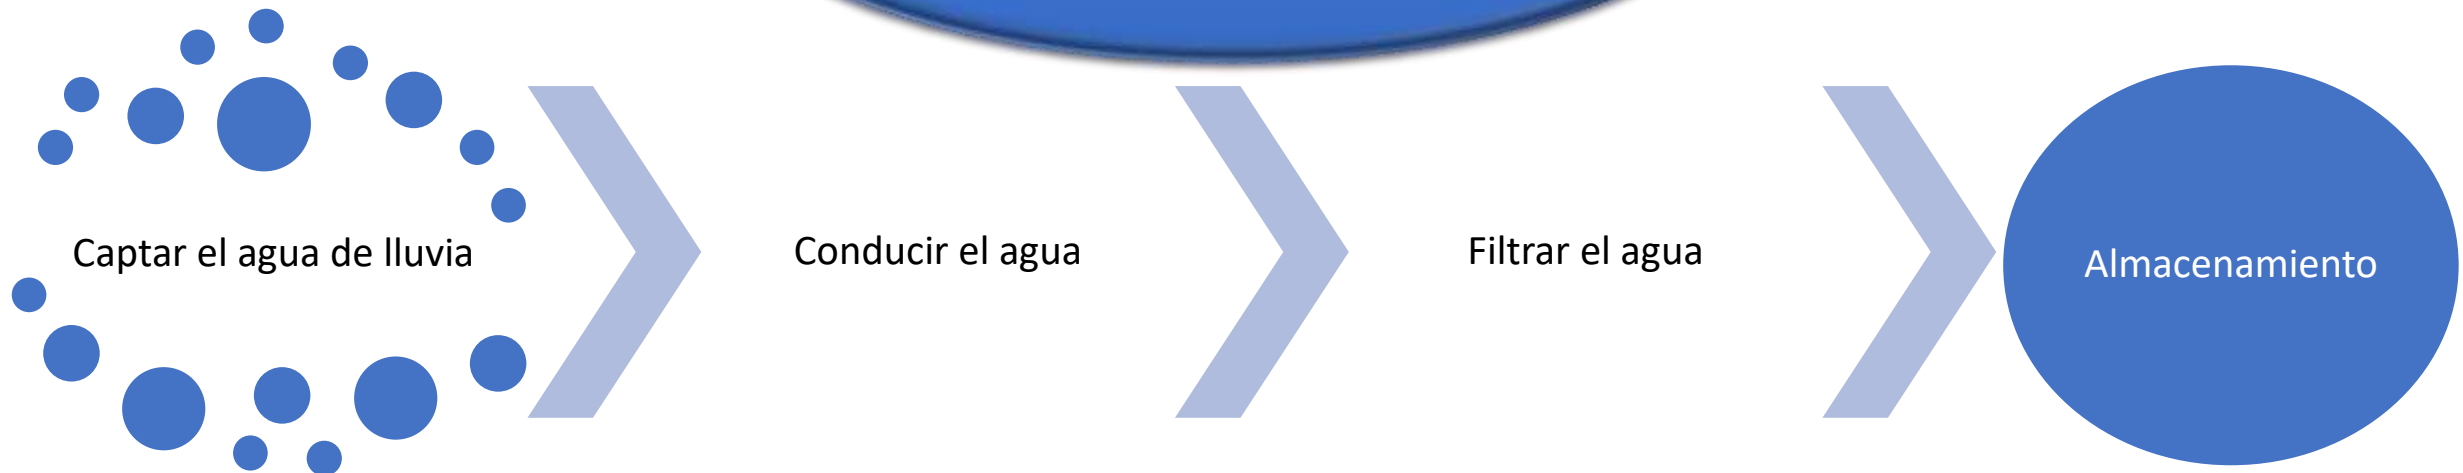 Captar el agua de lluvia
Conducir el agua
Filtrar el agua
Almacenamiento